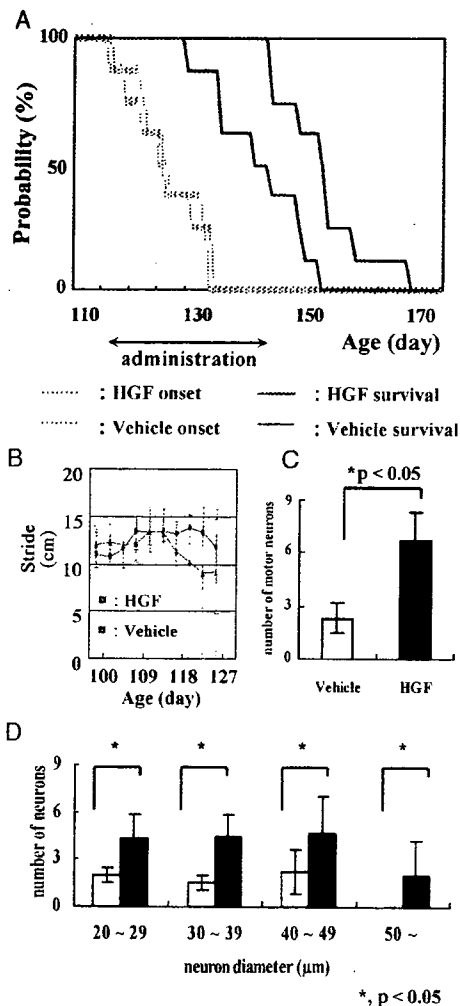 A
Probability (%)
100
50
0
110 130 150 170
Age (day)
administration
: HGF onset : HGF survival
: Vehicle onset : Vehicle survival
B
Stride
(cm)
20
15
10
5
0
: HGF
: Vehicle
100 109 118 127
Age (day)
C
*p < 0.05
number of motor neurons
9
6
3
0
Vehicle HGF
D
number of neurons
9
6
3
0
* * * *
20 ~ 29 30 ~ 39 40 ~ 49 50 ~
neuron diameter (µm)
*, p < 0.05